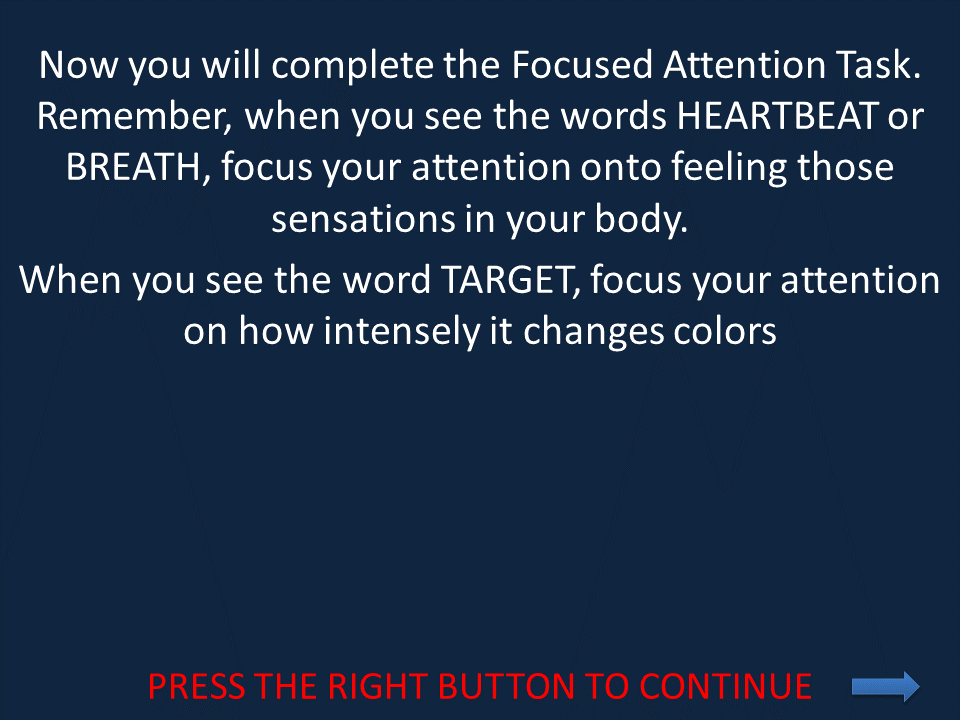 Now you will complete the Focused Attention Task.
Remember, when you see the words HEARTBEAT or
BREATH, focus your attention onto feeling those
sensations in your body.
When you see the word TARGET, focus your attention
on how intensely it changes colors
PRESS THE RIGHT BUTTON TO CONTINUE